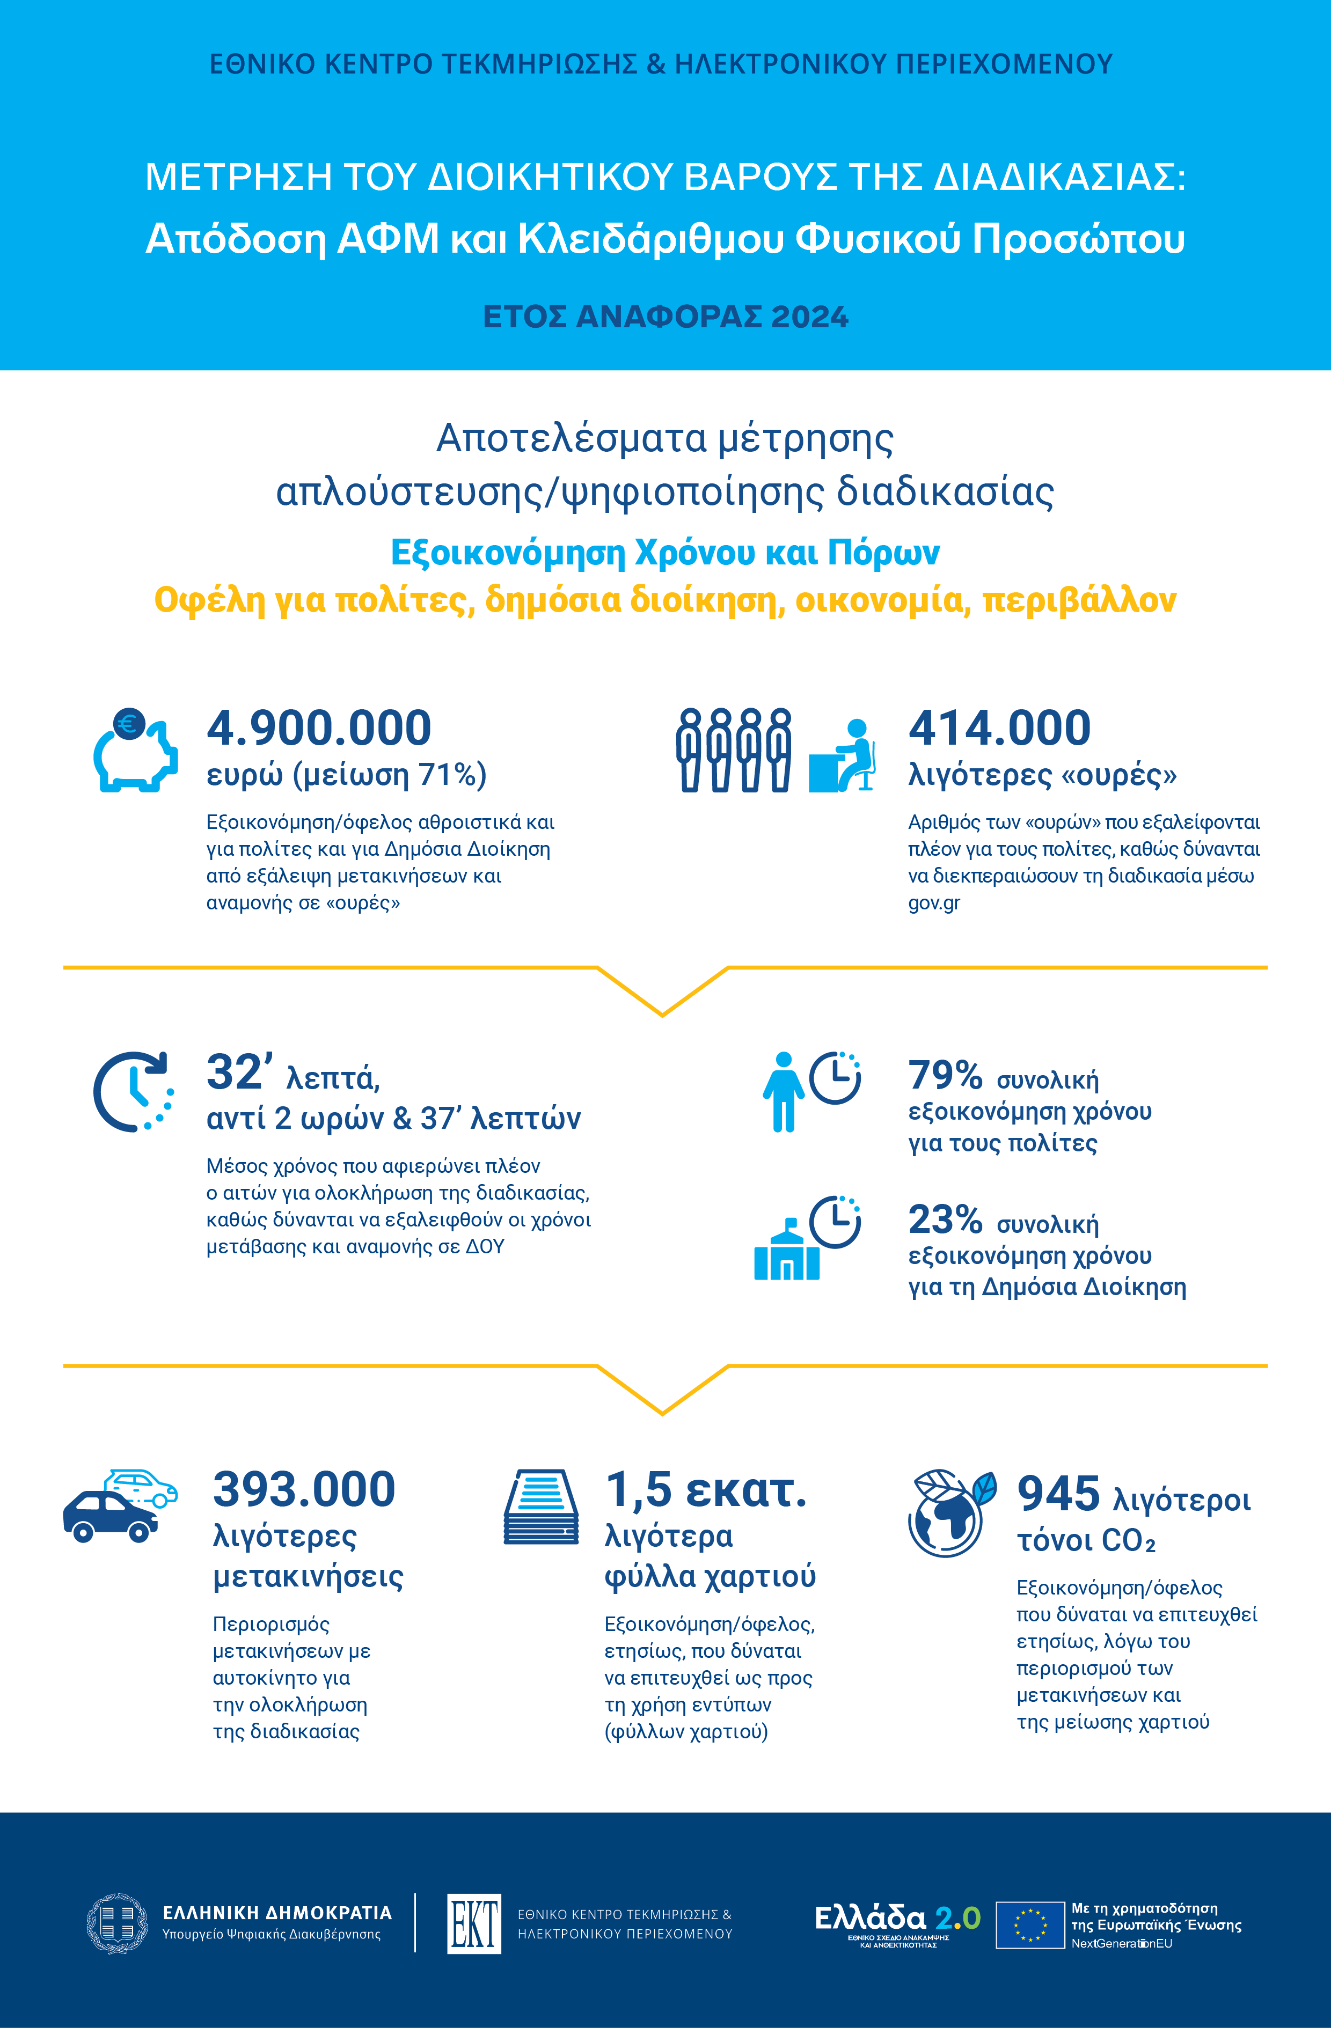 ΕΘΝΙΚΟ ΚΕΝΤΡΟ ΤΕΚΜΗΡΙΩΣΗΣ & ΗΛΕΚΤΡΟΝΙΚΟΥ ΠΕΡΙΕΧΟΜΕΝΟΥ
ΜΕΤΡΗΣΗ ΤΟΥ ΔΙΟΙΚΗΤΙΚΟΥ ΒΑΡΟΥΣ ΤΗΣ ΔΙΑΔΙΚΑΣΙΑΣ:
Απόδοση ΑΦΜ και Κλειδάριθμου Φυσικού Προσώπου
ΕΤΟΣ ΑΝΑΦΟΡΑΣ 2024
Αποτελέσματα μέτρησης
απλούστευσης/ψηφιοποίησης διαδικασίας
Εξοικονόμηση Χρόνου και Πόρων
Οφέλη για πολίτες, δημόσια διοίκηση, οικονομία, περιβάλλον
€
4.900.000
ευρώ (μείωση 71%)
Εξοικονόμηση/όφελος αθροιστικά και
για πολίτες και για Δημόσια Διοίκηση
από εξάλειψη μετακινήσεων και
αναμονής σε «ουρές»
414.000
λιγότερες «ουρές»
Αριθμός των «ουρών» που εξαλείφονται
πλέον για τους πολίτες, καθώς δύνανται
να διεκπεραιώσουν τη διαδικασία μέσω
gov.gr
32’ λεπτά,
αντί 2 ωρών & 37’ λεπτών
Μέσος χρόνος που αφιερώνει πλέον
ο αιτών για ολοκλήρωση της διαδικασίας,
καθώς δύνανται να εξαλειφθούν οι χρόνοι
μετάβασης και αναμονής σε ΔΟΥ
79% συνολική
εξοικονόμηση χρόνου
για τους πολίτες
23% συνολική
εξοικονόμηση χρόνου
για τη Δημόσια Διοίκηση
393.000
λιγότερες
μετακινήσεις
Περιορισμός
μετακινήσεων με
αυτοκίνητο για
την ολοκλήρωση
της διαδικασίας
1,5 εκατ.
λιγότερα
φύλλα χαρτιού
Εξοικονόμηση/όφελος,
ετησίως, που δύναται
να επιτευχθεί ως προς
τη χρήση εντύπων
(φύλλων χαρτιού)
945 λιγότεροι
τόνοι CO₂
Εξοικονόμηση/όφελος
που δύναται να επιτευχθεί
ετησίως, λόγω του
περιορισμού των
μετακινήσεων και
της μείωσης χαρτιού
ΕΛΛΗΝΙΚΗ ΔΗΜΟΚΡΑΤΙΑ
Υπουργείο Ψηφιακής Διακυβέρνησης
ΕΚΤ
ΕΘΝΙΚΟ ΚΕΝΤΡΟ ΤΕΚΜΗΡΙΩΣΗΣ &
ΗΛΕΚΤΡΟΝΙΚΟΥ ΠΕΡΙΕΧΟΜΕΝΟΥ
Ελλάδα 2.0
ΕΘΝΙΚΟ ΣΧΕΔΙΟ ΑΝΑΚΑΜΨΗΣ
ΚΑΙ ΑΝΘΕΚΤΙΚΟΤΗΤΑΣ
Με τη χρηματοδότηση
της Ευρωπαϊκής Ένωσης
NextGenerationEU